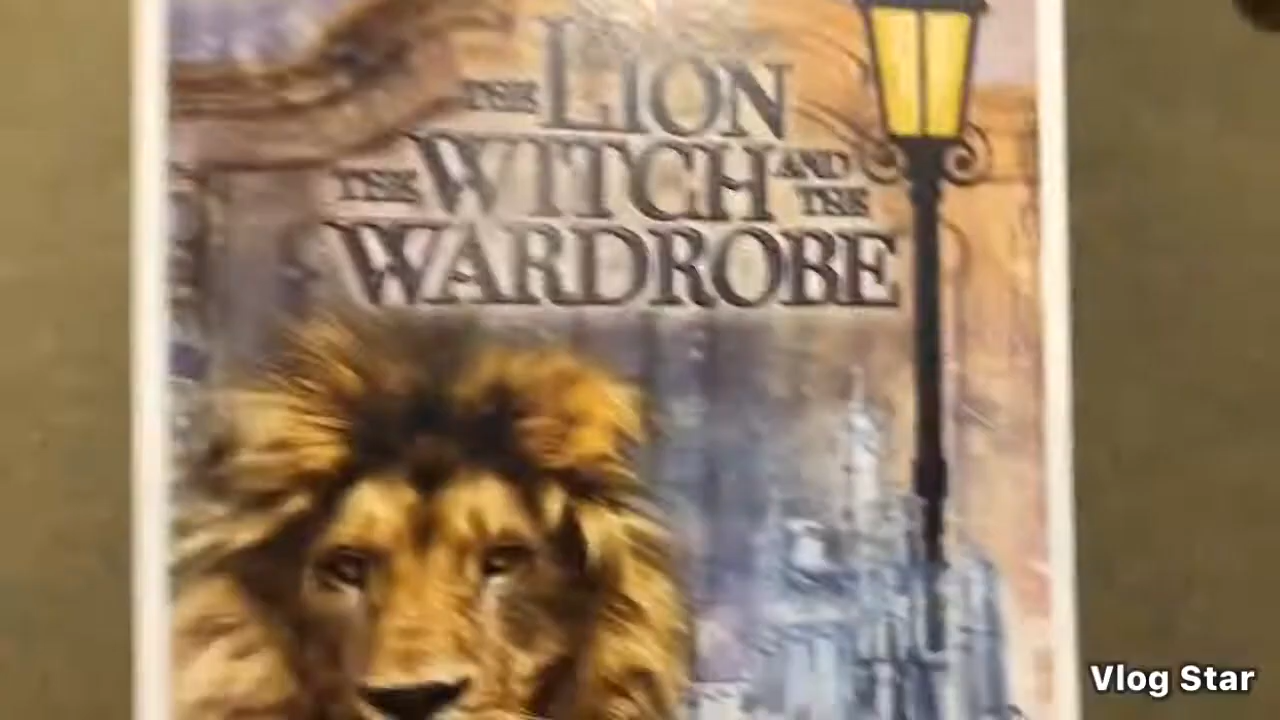 THE LION
THE WITCH AND THE
WARDROBE
Vlog Star